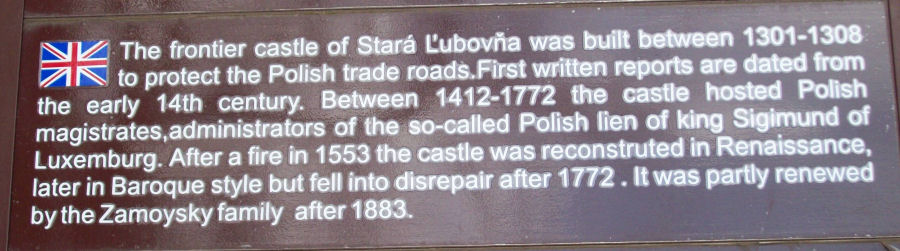 The frontier castle of Stará Ľubovňa was built between 1301-1308
to protect the Polish trade roads.First written reports are dated from
the early 14th century. Between 1412-1772 the castle hosted Polish
magistrates,administrators of the so-called Polish lien of king Sigimund of
Luxemburg. After a fire in 1553 the castle was reconstruted in Renaissance,
later in Baroque style but fell into disrepair after 1772 . It was partly renewed
by the Zamoysky family after 1883.